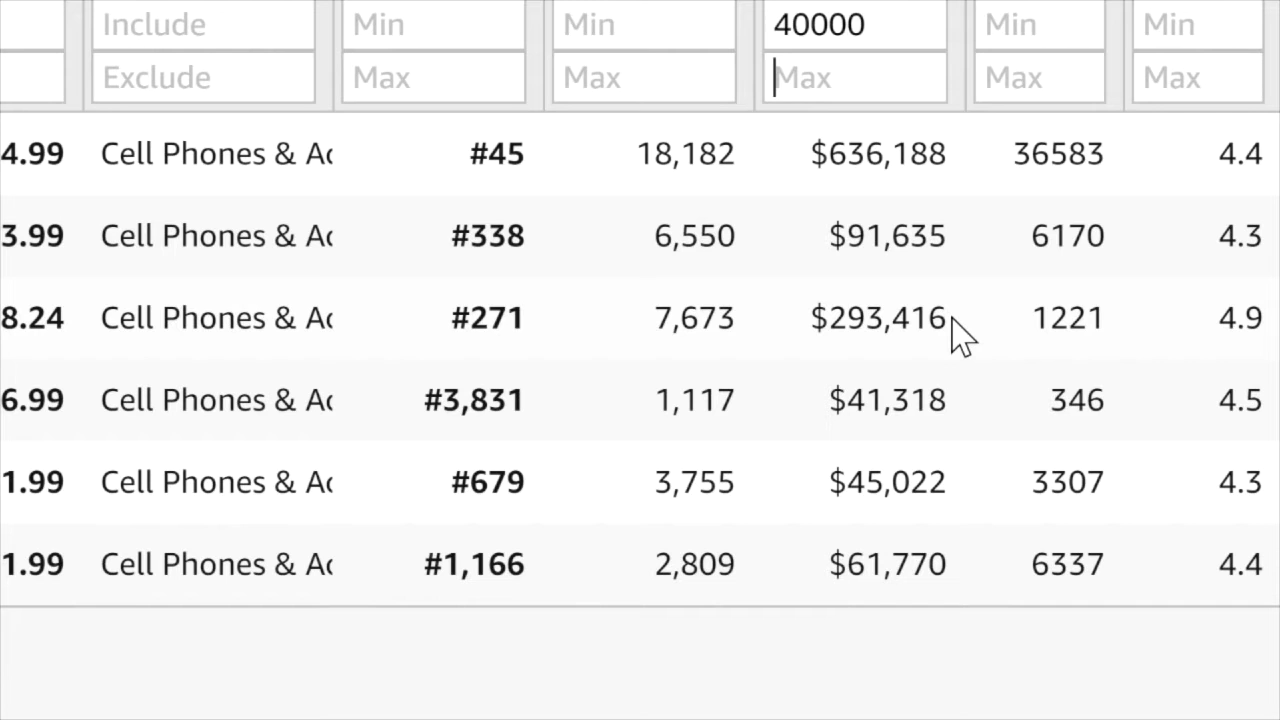 Include Min Min 40000 Min Min
Exclude Max Max Max Max Max
4.99 Cell Phones & Ac #45 18,182 $636,188 36583 4.4
3.99 Cell Phones & Ac #338 6,550 $91,635 6170 4.3
8.24 Cell Phones & Ac #271 7,673 $293,416 1221 4.9
6.99 Cell Phones & Ac #3,831 1,117 $41,318 346 4.5
1.99 Cell Phones & Ac #679 3,755 $45,022 3307 4.3
1.99 Cell Phones & Ac #1,166 2,809 $61,770 6337 4.4